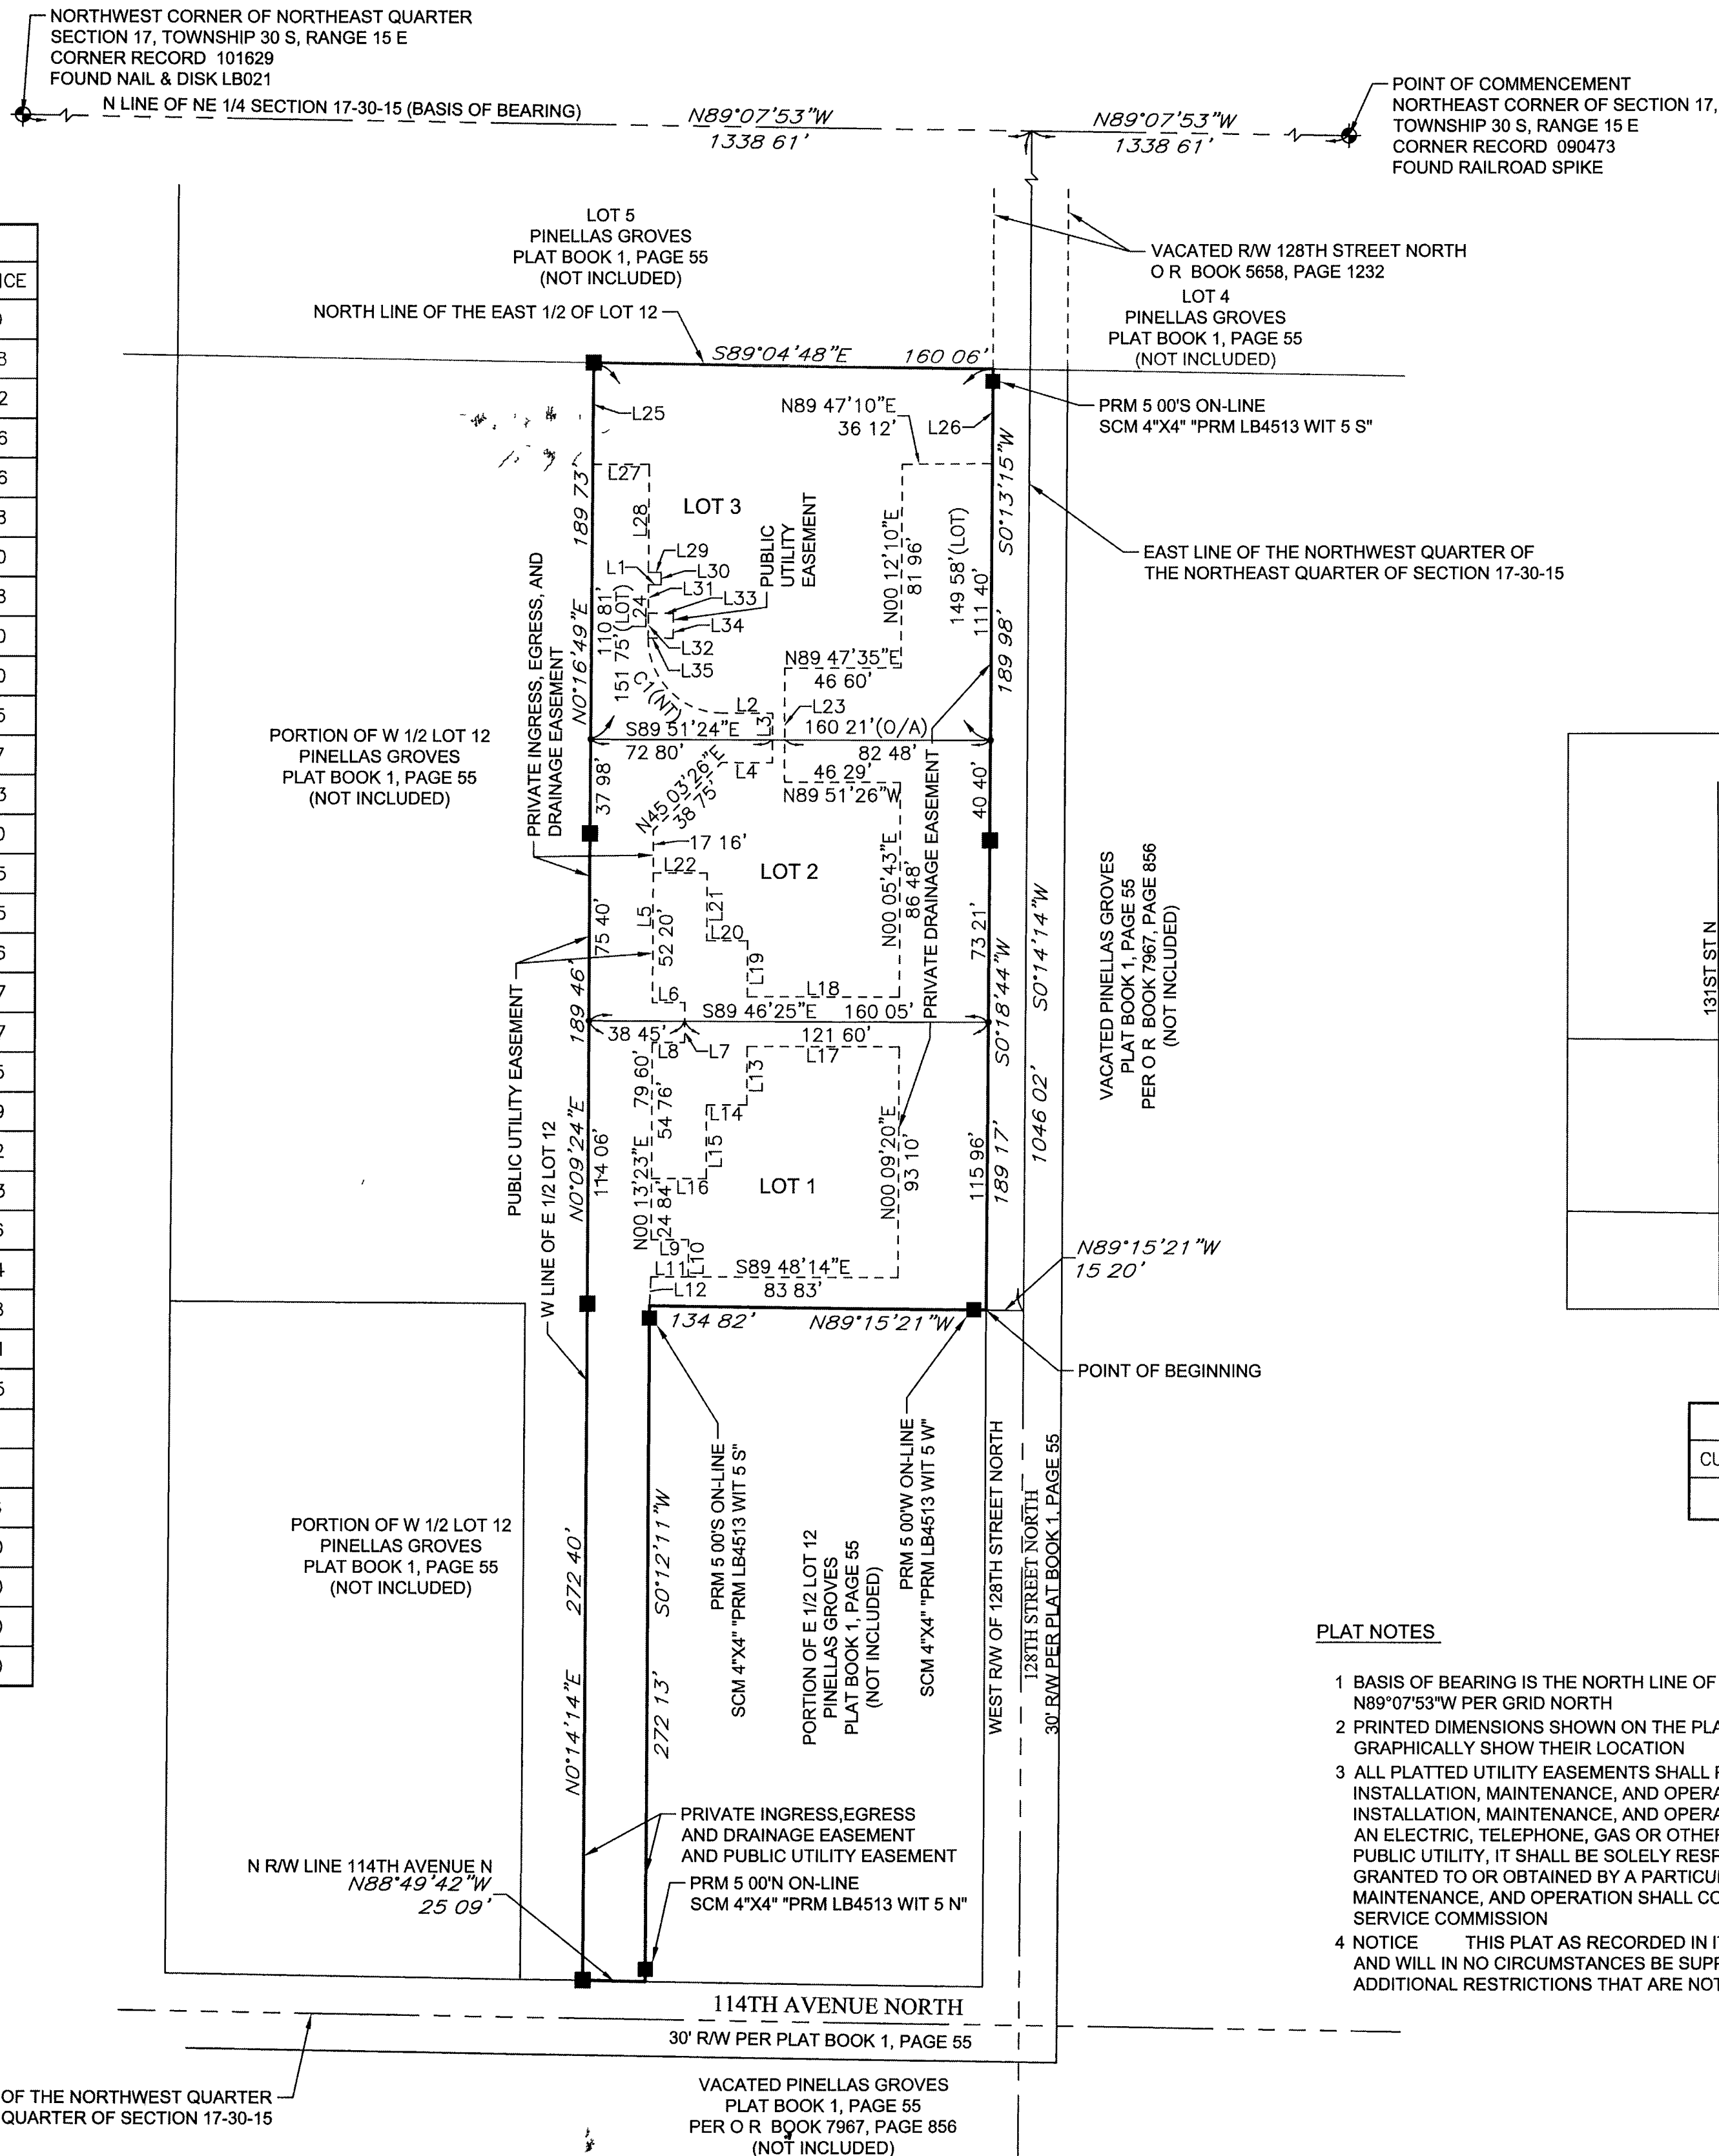 NORTHWEST CORNER OF NORTHEAST QUARTER
SECTION 17, TOWNSHIP 30 S, RANGE 15 E
CORNER RECORD 101629
FOUND NAIL & DISK LB021
N LINE OF NE 1/4 SECTION 17-30-15 (BASIS OF BEARING)
N89°07'53"W
1338 61'
N89°07'53"W
1338 61'
POINT OF COMMENCEMENT
NORTHEAST CORNER OF SECTION 17,
TOWNSHIP 30 S, RANGE 15 E
CORNER RECORD 090473
FOUND RAILROAD SPIKE
LOT 5
PINELLAS GROVES
PLAT BOOK 1, PAGE 55
(NOT INCLUDED)
VACATED R/W 128TH STREET NORTH
O R BOOK 5658, PAGE 1232
LOT 4
PINELLAS GROVES
PLAT BOOK 1, PAGE 55
(NOT INCLUDED)
NORTH LINE OF THE EAST 1/2 OF LOT 12
S89°04'48"E 160 06'
PRM 5 00'S ON-LINE
SCM 4"X4" "PRM LB4513 WIT 5 S"
L25
N89 47'10"E
36 12'
L26
S0°13'15"W
189 98'
L27
189 73'
N0°16'49"E
LOT 3
L28
PUBLIC
UTILITY
EASEMENT
N00 12'10"E
81 96'
149 58'(LOT)
111 40'
EAST LINE OF THE NORTHWEST QUARTER OF
THE NORTHEAST QUARTER OF SECTION 17-30-15
L29
L1
L30
L31
L33
L24
L34
L32
L35
110 81'
151 75'(LOT)
C1(NT)
PRIVATE INGRESS, EGRESS, AND
DRAINAGE EASEMENT
N89 47'35"E
46 60'
L2
L3
L23
S89 51'24"E 160 21'(O/A)
72 80' 82 48'
L4
46 29'
N89 51'26"W
PORTION OF W 1/2 LOT 12
PINELLAS GROVES
PLAT BOOK 1, PAGE 55
(NOT INCLUDED)
37 98'
N45 03'26"E
38 75'
17 16'
40 40'
PRIVATE DRAINAGE EASEMENT
L22
LOT 2
L21
L5
52 20'
75 40'
189 46'
L20
L19
N00 05'43"E
86 48'
73 21'
S0°18'44"W
S0°14'14"W
1046 02'
189 17'
VACATED PINELLAS GROVES
PLAT BOOK 1, PAGE 55
PER O R BOOK 7967, PAGE 856
(NOT INCLUDED)
131ST ST N
L6
L18
S89 46'25"E 160 05'
38 45' 121 60'
L8
L7
L17
L13
PUBLIC UTILITY EASEMENT
W LINE OF E 1/2 LOT 12
N0°09'24"E
114 06'
79 60'
N00 13'23"E
54 76'
L14
L15
L16
LOT 1
N00 09'20"E
93 10'
115 96'
24 84
L9
L10
L11
S89 48'14"E
L12
83 83'
N89°15'21"W
15 20'
134 82' N89°15'21"W
POINT OF BEGINNING
PRM 5 00'S ON-LINE
SCM 4"X4" "PRM LB4513 WIT 5 S"
PORTION OF E 1/2 LOT 12
PINELLAS GROVES
PLAT BOOK 1, PAGE 55
(NOT INCLUDED)
PRM 5 00'W ON-LINE
SCM 4"X4" "PRM LB4513 WIT 5 W"
WEST R/W OF 128TH STREET NORTH
128TH STREET NORTH
30' R/W PER PLAT BOOK 1, PAGE 55
PORTION OF W 1/2 LOT 12
PINELLAS GROVES
PLAT BOOK 1, PAGE 55
(NOT INCLUDED)
272 40'
N0°14'14"E
S0°12'11"W
272 13'
PRIVATE INGRESS,EGRESS
AND DRAINAGE EASEMENT
AND PUBLIC UTILITY EASEMENT
N R/W LINE 114TH AVENUE N
N88°49'42"W
25 09'
PRM 5 00'N ON-LINE
SCM 4"X4" "PRM LB4513 WIT 5 N"
114TH AVENUE NORTH
30' R/W PER PLAT BOOK 1, PAGE 55
OF THE NORTHWEST QUARTER
QUARTER OF SECTION 17-30-15
VACATED PINELLAS GROVES
PLAT BOOK 1, PAGE 55
PER O R BOOK 7967, PAGE 856
(NOT INCLUDED)
PLAT NOTES
1 BASIS OF BEARING IS THE NORTH LINE OF
N89°07'53"W PER GRID NORTH
2 PRINTED DIMENSIONS SHOWN ON THE
GRAPHICALLY SHOW THEIR LOCATION
3 ALL PLATTED UTILITY EASEMENTS SHALL
INSTALLATION, MAINTENANCE, AND
INSTALLATION, MAINTENANCE, AND
AN ELECTRIC, TELEPHONE, GAS OR
PUBLIC UTILITY, IT SHALL BE SOLELY
GRANTED TO OR OBTAINED BY A
MAINTENANCE, AND OPERATION SHALL
SERVICE COMMISSION
4 NOTICE THIS PLAT AS RECORDED IN
AND WILL IN NO CIRCUMSTANCES BE
ADDITIONAL RESTRICTIONS THAT ARE